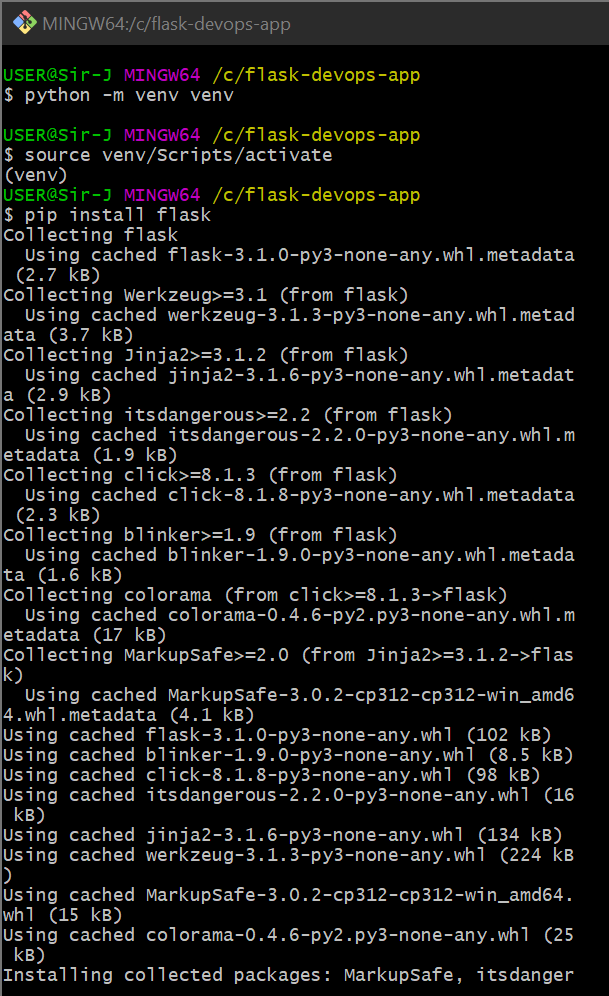 MINGW64:/c/flask-devops-app
USER@Sir-J MINGW64 /c/flask-devops-app
$ python -m venv venv
USER@Sir-J MINGW64 /c/flask-devops-app
$ source venv/Scripts/activate
(venv)
USER@Sir-J MINGW64 /c/flask-devops-app
$ pip install flask
Collecting flask
  Using cached flask-3.1.0-py3-none-any.whl.metadata
 (2.7 kB)
Collecting Werkzeug>=3.1 (from flask)
  Using cached werkzeug-3.1.3-py3-none-any.whl.metad
ata (3.7 kB)
Collecting Jinja2>=3.1.2 (from flask)
  Using cached jinja2-3.1.6-py3-none-any.whl.metadat
a (2.9 kB)
Collecting itsdangerous>=2.2 (from flask)
  Using cached itsdangerous-2.2.0-py3-none-any.whl.m
etadata (1.9 kB)
Collecting click>=8.1.3 (from flask)
  Using cached click-8.1.8-py3-none-any.whl.metadata
 (2.3 kB)
Collecting blinker>=1.9 (from flask)
  Using cached blinker-1.9.0-py3-none-any.whl.metada
ta (1.6 kB)
Collecting colorama (from click>=8.1.3->flask)
  Using cached colorama-0.4.6-py2.py3-none-any.whl.m
etadata (17 kB)
Collecting MarkupSafe>=2.0 (from Jinja2>=3.1.2->flas
k)
  Using cached MarkupSafe-3.0.2-cp312-cp312-win_amd6
4.whl.metadata (4.1 kB)
Using cached flask-3.1.0-py3-none-any.whl (102 kB)
Using cached blinker-1.9.0-py3-none-any.whl (8.5 kB)
Using cached click-8.1.8-py3-none-any.whl (98 kB)
Using cached itsdangerous-2.2.0-py3-none-any.whl (16
 kB)
Using cached jinja2-3.1.6-py3-none-any.whl (134 kB)
Using cached werkzeug-3.1.3-py3-none-any.whl (224 kB
)
Using cached MarkupSafe-3.0.2-cp312-cp312-win_amd64.
whl (15 kB)
Using cached colorama-0.4.6-py2.py3-none-any.whl (25
 kB)
Installing collected packages: MarkupSafe, itsdanger